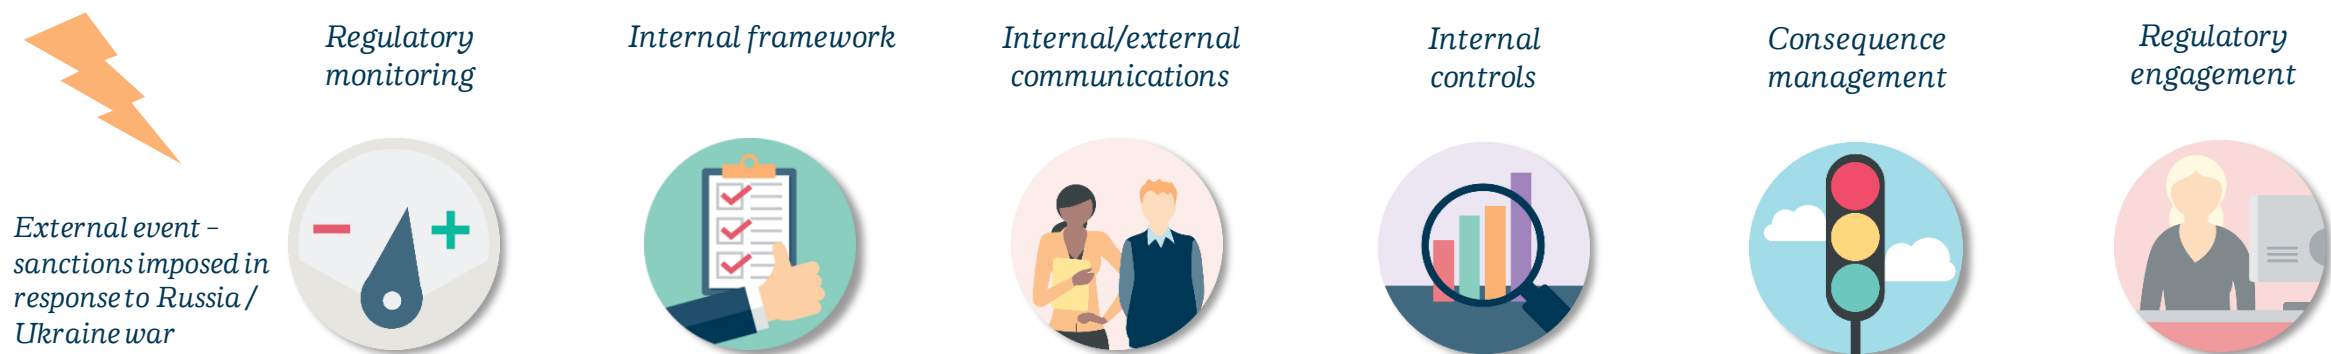 Regulatory
monitoring
Internal framework
Internal/external
communications
Internal
controls
Consequence
management
Regulatory
engagement
External event –
sanctions imposed in
response to Russia /
Ukraine war